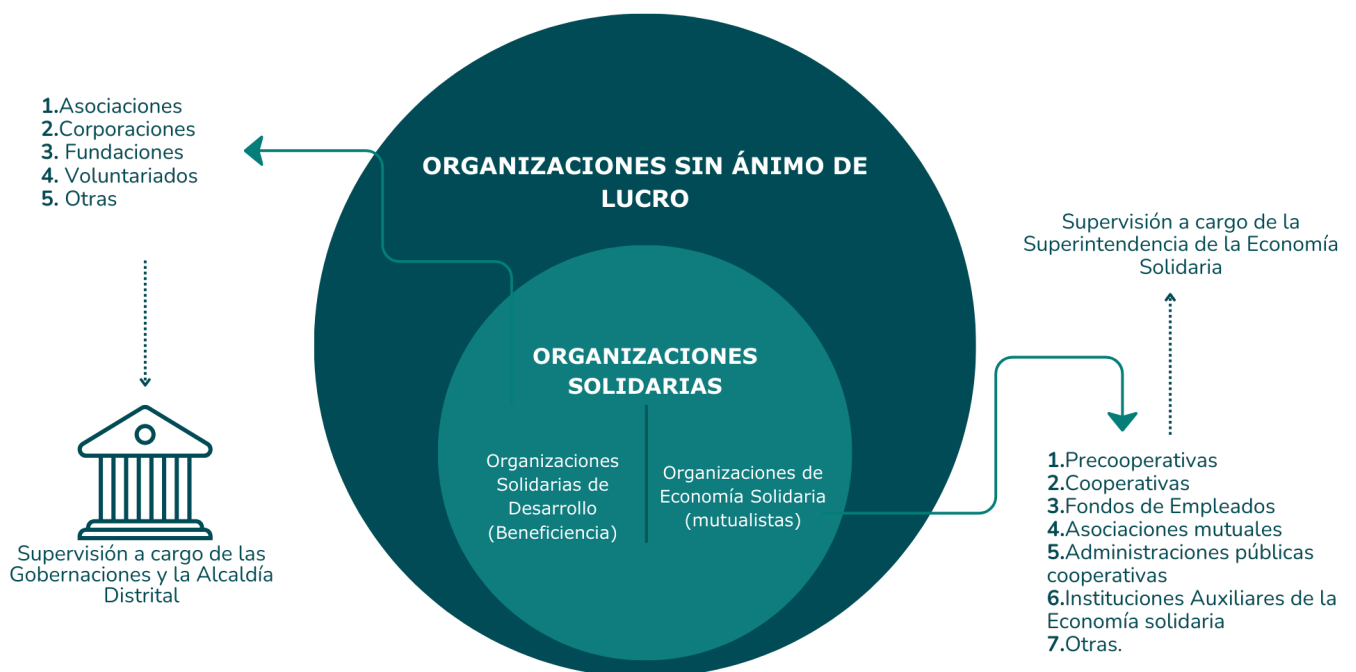 1.Asociaciones
2.Corporaciones
3. Fundaciones
4. Voluntariados
5. Otras
Supervisión a cargo de las
Gobernaciones y la Alcaldía
Distrital
ORGANIZACIONES SIN ÁNIMO DE
LUCRO
ORGANIZACIONES
SOLIDARIAS
Organizaciones
Solidarias de
Desarrollo
(Beneficiencia)
Organizaciones de
Economía Solidaria
(mutualistas)
Supervisión a cargo de la
Superintendencia de la Economía
Solidaria
1.Precooperativas
2.Cooperativas
3.Fondos de Empleados
4.Asociaciones mutuales
5.Administraciones públicas
cooperativas
6.Instituciones Auxiliares de la
Economía solidaria
7.Otras.